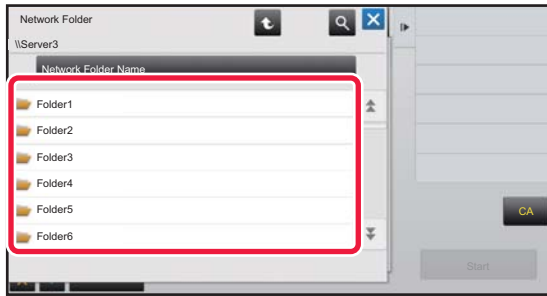 Network Folder
\\Server3
Network Folder Name
Folder1
Folder2
Folder3
Folder4
Folder5
Folder6
CA
Start